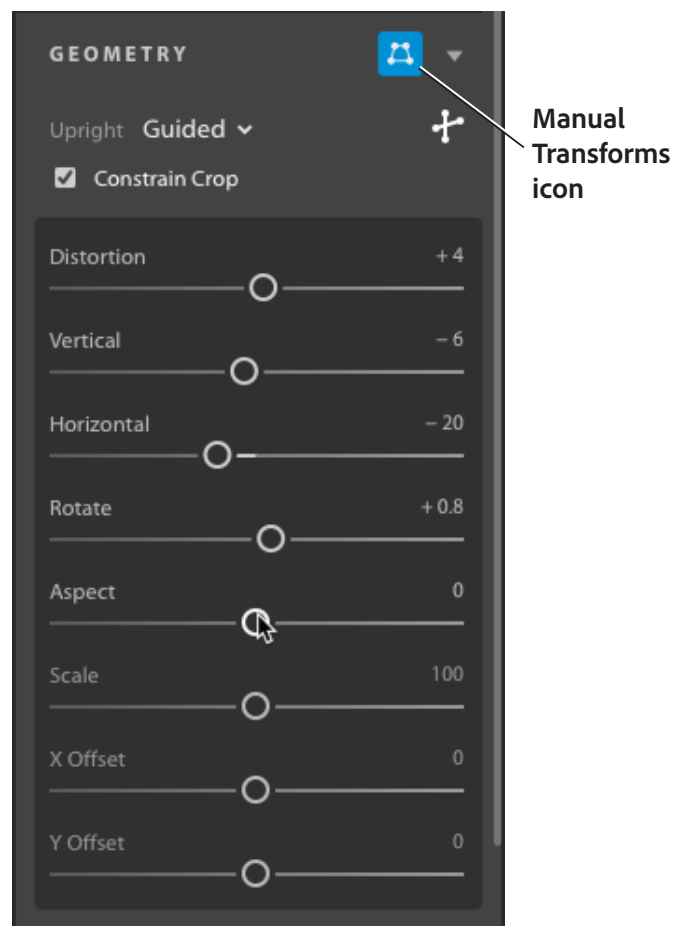 GEOMETRY
Upright Guided
Constrain Crop
Manual
Transforms
icon
Distortion + 4
Vertical – 6
Horizontal – 20
Rotate + 0.8
Aspect 0
Scale 100
X Offset 0
Y Offset 0